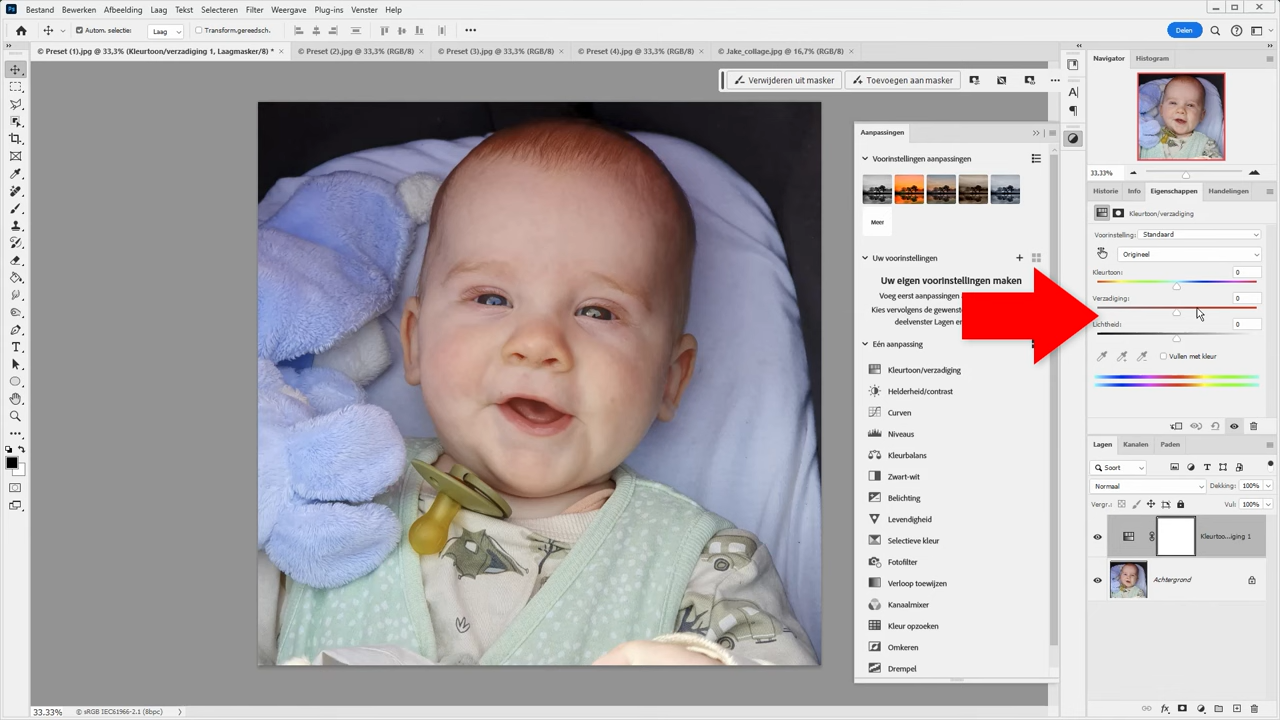 Bestand Bewerken Afbeelding Laag Tekst Selecteren Filter Weergave Plug-ins Venster Help
Automa. selectie: Laag Transform.gereedsch. Delen
© Preset (1).jpg @ 33,3% (Kleurtoon/verzadiging 1, Laagmasker/8) * × © Preset (2).jpg @ 33,3% (RGB/8) × © Preset (3).jpg @ 33,3% (RGB/8) × © Preset (4).jpg @ 33,3% (RGB/8) × Jake_collage.jpg @ 16,7% (RGB/8) ×
Verwijderen uit masker Toevoegen aan masker
Aanpassingen
Voorinstellingen aanpassingen
Meer
Uw voorinstellingen
Uw eigen voorinstellingen maken
Voeg eerst aanpassingen
Kies vervolgens de gewenst
deelvenster Lagen er
Eén aanpassing
Kleurtoon/verzadiging
Helderheid/contrast
Curven
Niveaus
Kleurbalans
Zwart-wit
Belichting
Levendigheid
Selectieve kleur
Fotofilter
Verloop toewijzen
Kanaalmixer
Kleur opzoeken
Omkeren
Drempel
Navigator Histogram
33.33%
Historie Info Eigenschappen Handelingen
Kleurtoon/verzadiging
Voorinstelling: Standaard
Origineel
Kleurtoon: 0
Verzadiging: 0
Lichtheid: 0
Vullen met kleur
Lagen Kanalen Paden
Soort
Normaal Dekking: 100%
Vergr.: Vul: 100%
Kleurtoo...iging 1
Achtergrond
33.33% © sRGB IEC61966-2.1 (8bpc)